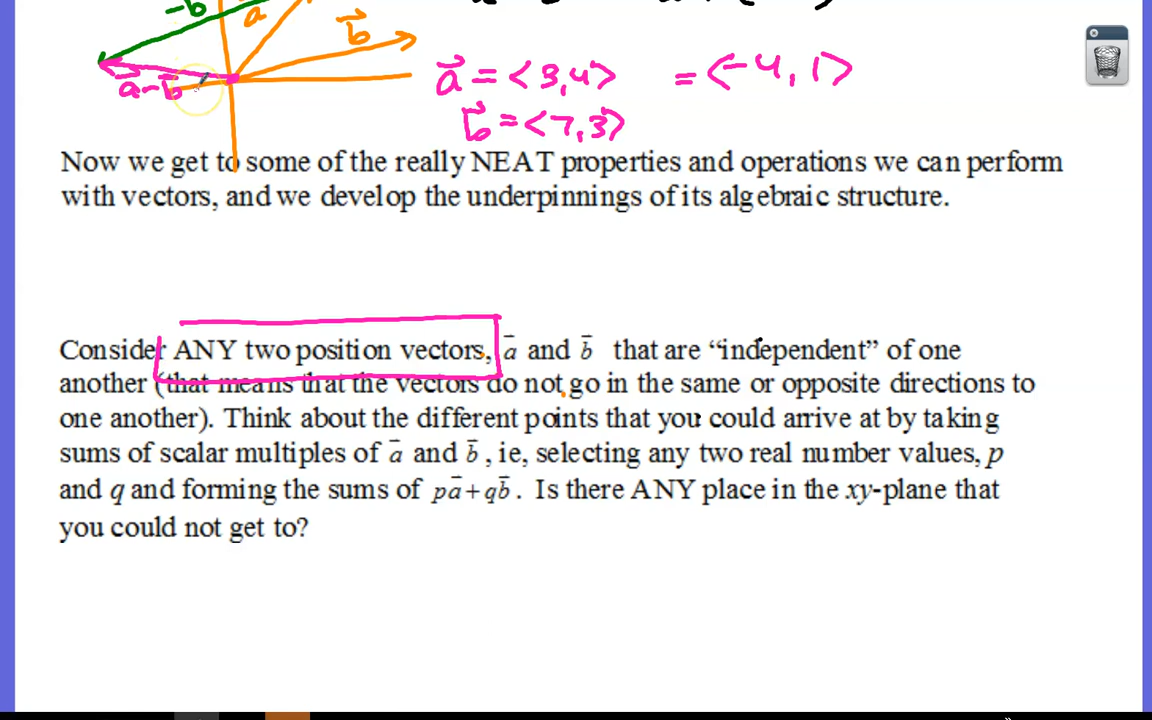 -b
a
b
a-b
a = <3,4>
= <-4,1>
b = <7,3>
Now we get to some of the really NEAT properties and operations we can perform
with vectors, and we develop the underpinnings of its algebraic structure.
Consider ANY two position vectors, a̅ and b̅ that are “independent” of one
another (that means that the vectors do not go in the same or opposite directions to
one another). Think about the different points that you could arrive at by taking
sums of scalar multiples of a̅ and b̅, ie, selecting any two real number values, p
and q and forming the sums of pa̅+qb̅. Is there ANY place in the xy-plane that
you could not get to?